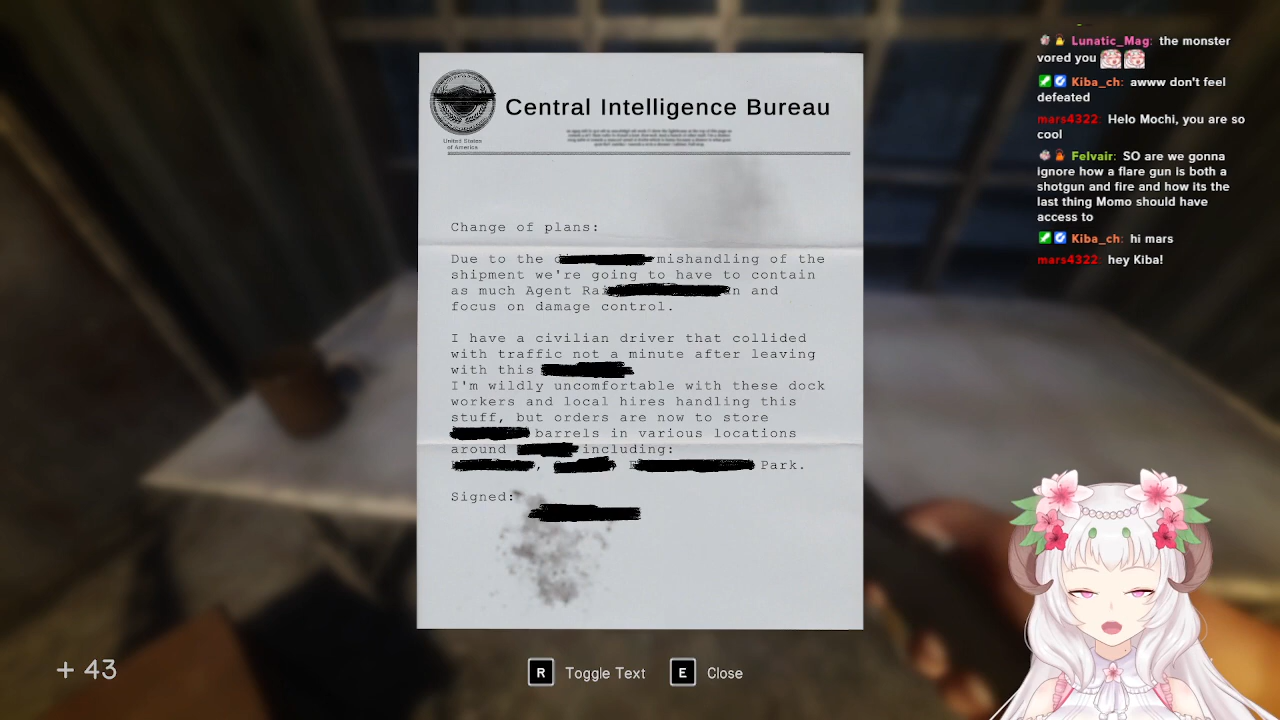 Central Intelligence Bureau
United States
of America
Change of plans:
Due to the mishandling of the
shipment we're going to have to contain
as much Agent Ra n and
focus on damage control.
I have a civilian driver that collided
with traffic not a minute after leaving
with this
I'm wildly uncomfortable with these dock
workers and local hires handling this
stuff, but orders are now to store
barrels in various locations
around including:
, Park.
Signed:
+ 43
R Toggle Text E Close
Lunatic_Mag: the monster
vored you
Kiba_ch: awww don't feel
defeated
mars4322: Helo Mochi, you are so
cool
Felvair: SO are we gonna
ignore how a flare gun is both a
shotgun and fire and how its the
last thing Momo should have
access to
Kiba_ch: hi mars
mars4322: hey Kiba!